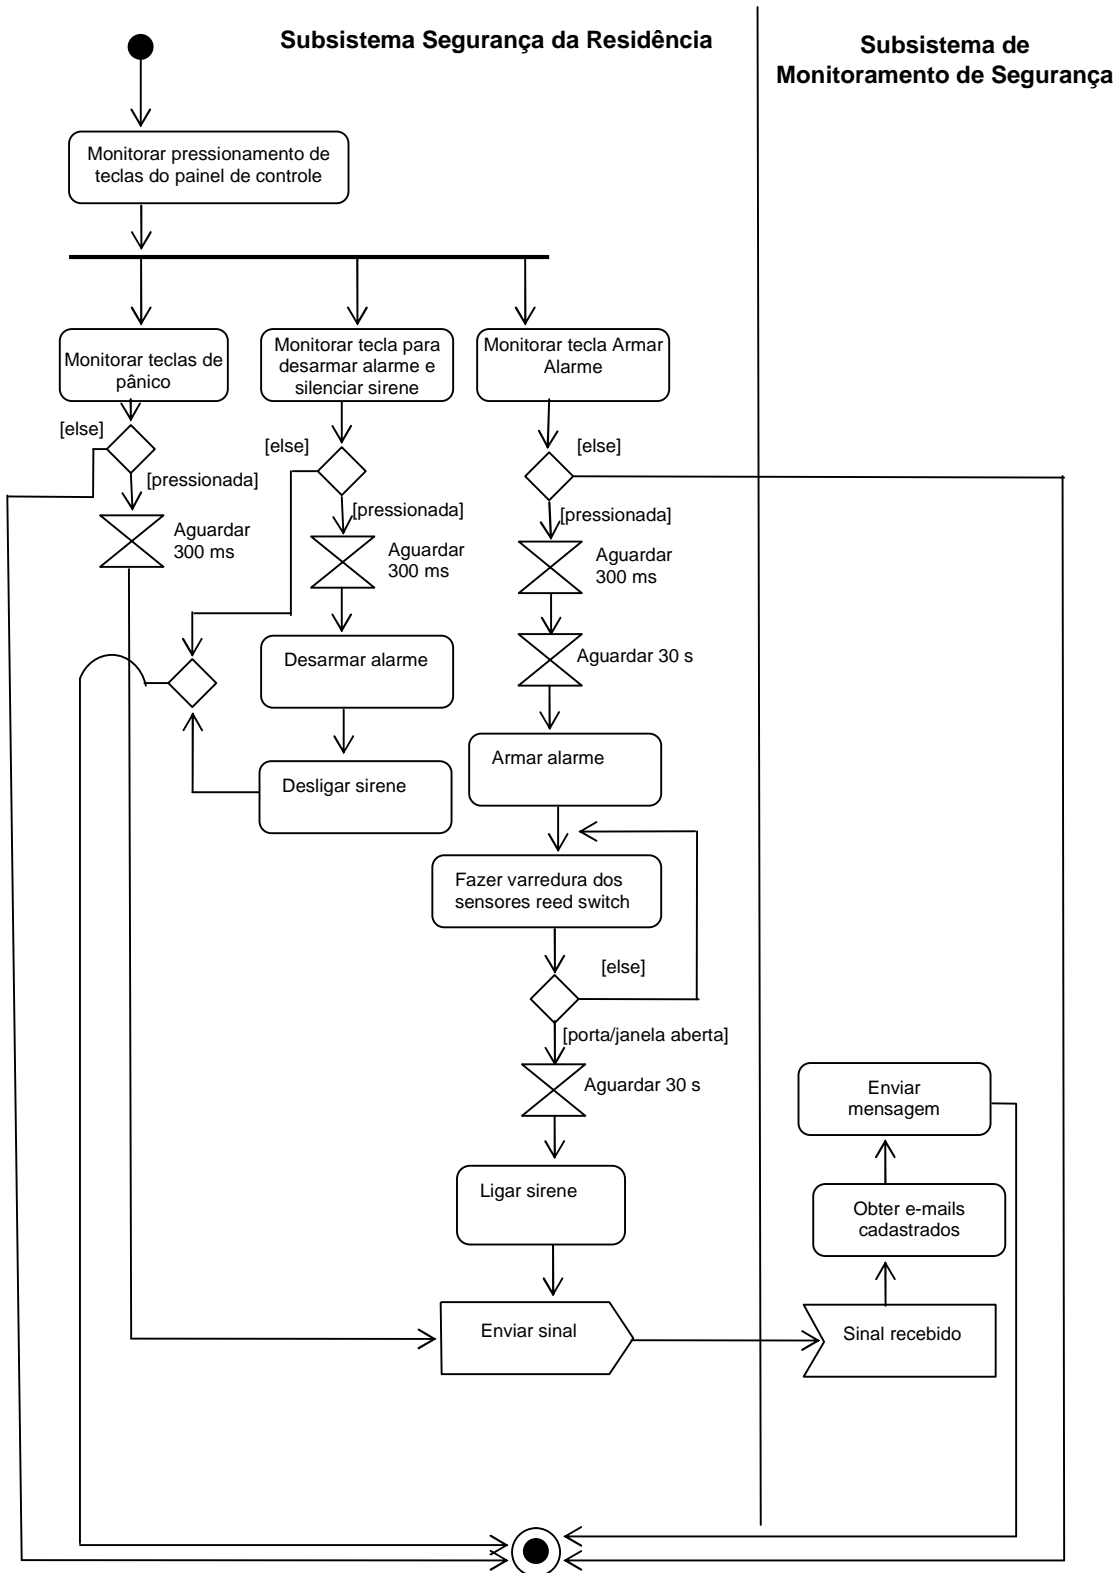 Subsistema Segurança da Residência
Subsistema de
Monitoramento de Segurança
Monitorar pressionamento de
teclas do painel de controle
Monitorar teclas de
pânico
Monitorar tecla para
desarmar alarme e
silenciar sirene
Monitorar tecla Armar
Alarme
[else]
[else]
[else]
[pressionada]
[pressionada]
[pressionada]
Aguardar
300 ms
Aguardar
300 ms
Aguardar
300 ms
Desarmar alarme
Aguardar 30 s
Desligar sirene
Armar alarme
Fazer varredura dos
sensores reed switch
[else]
[porta/janela aberta]
Aguardar 30 s
Ligar sirene
Enviar sinal
Enviar
mensagem
Obter e-mails
cadastrados
Sinal recebido